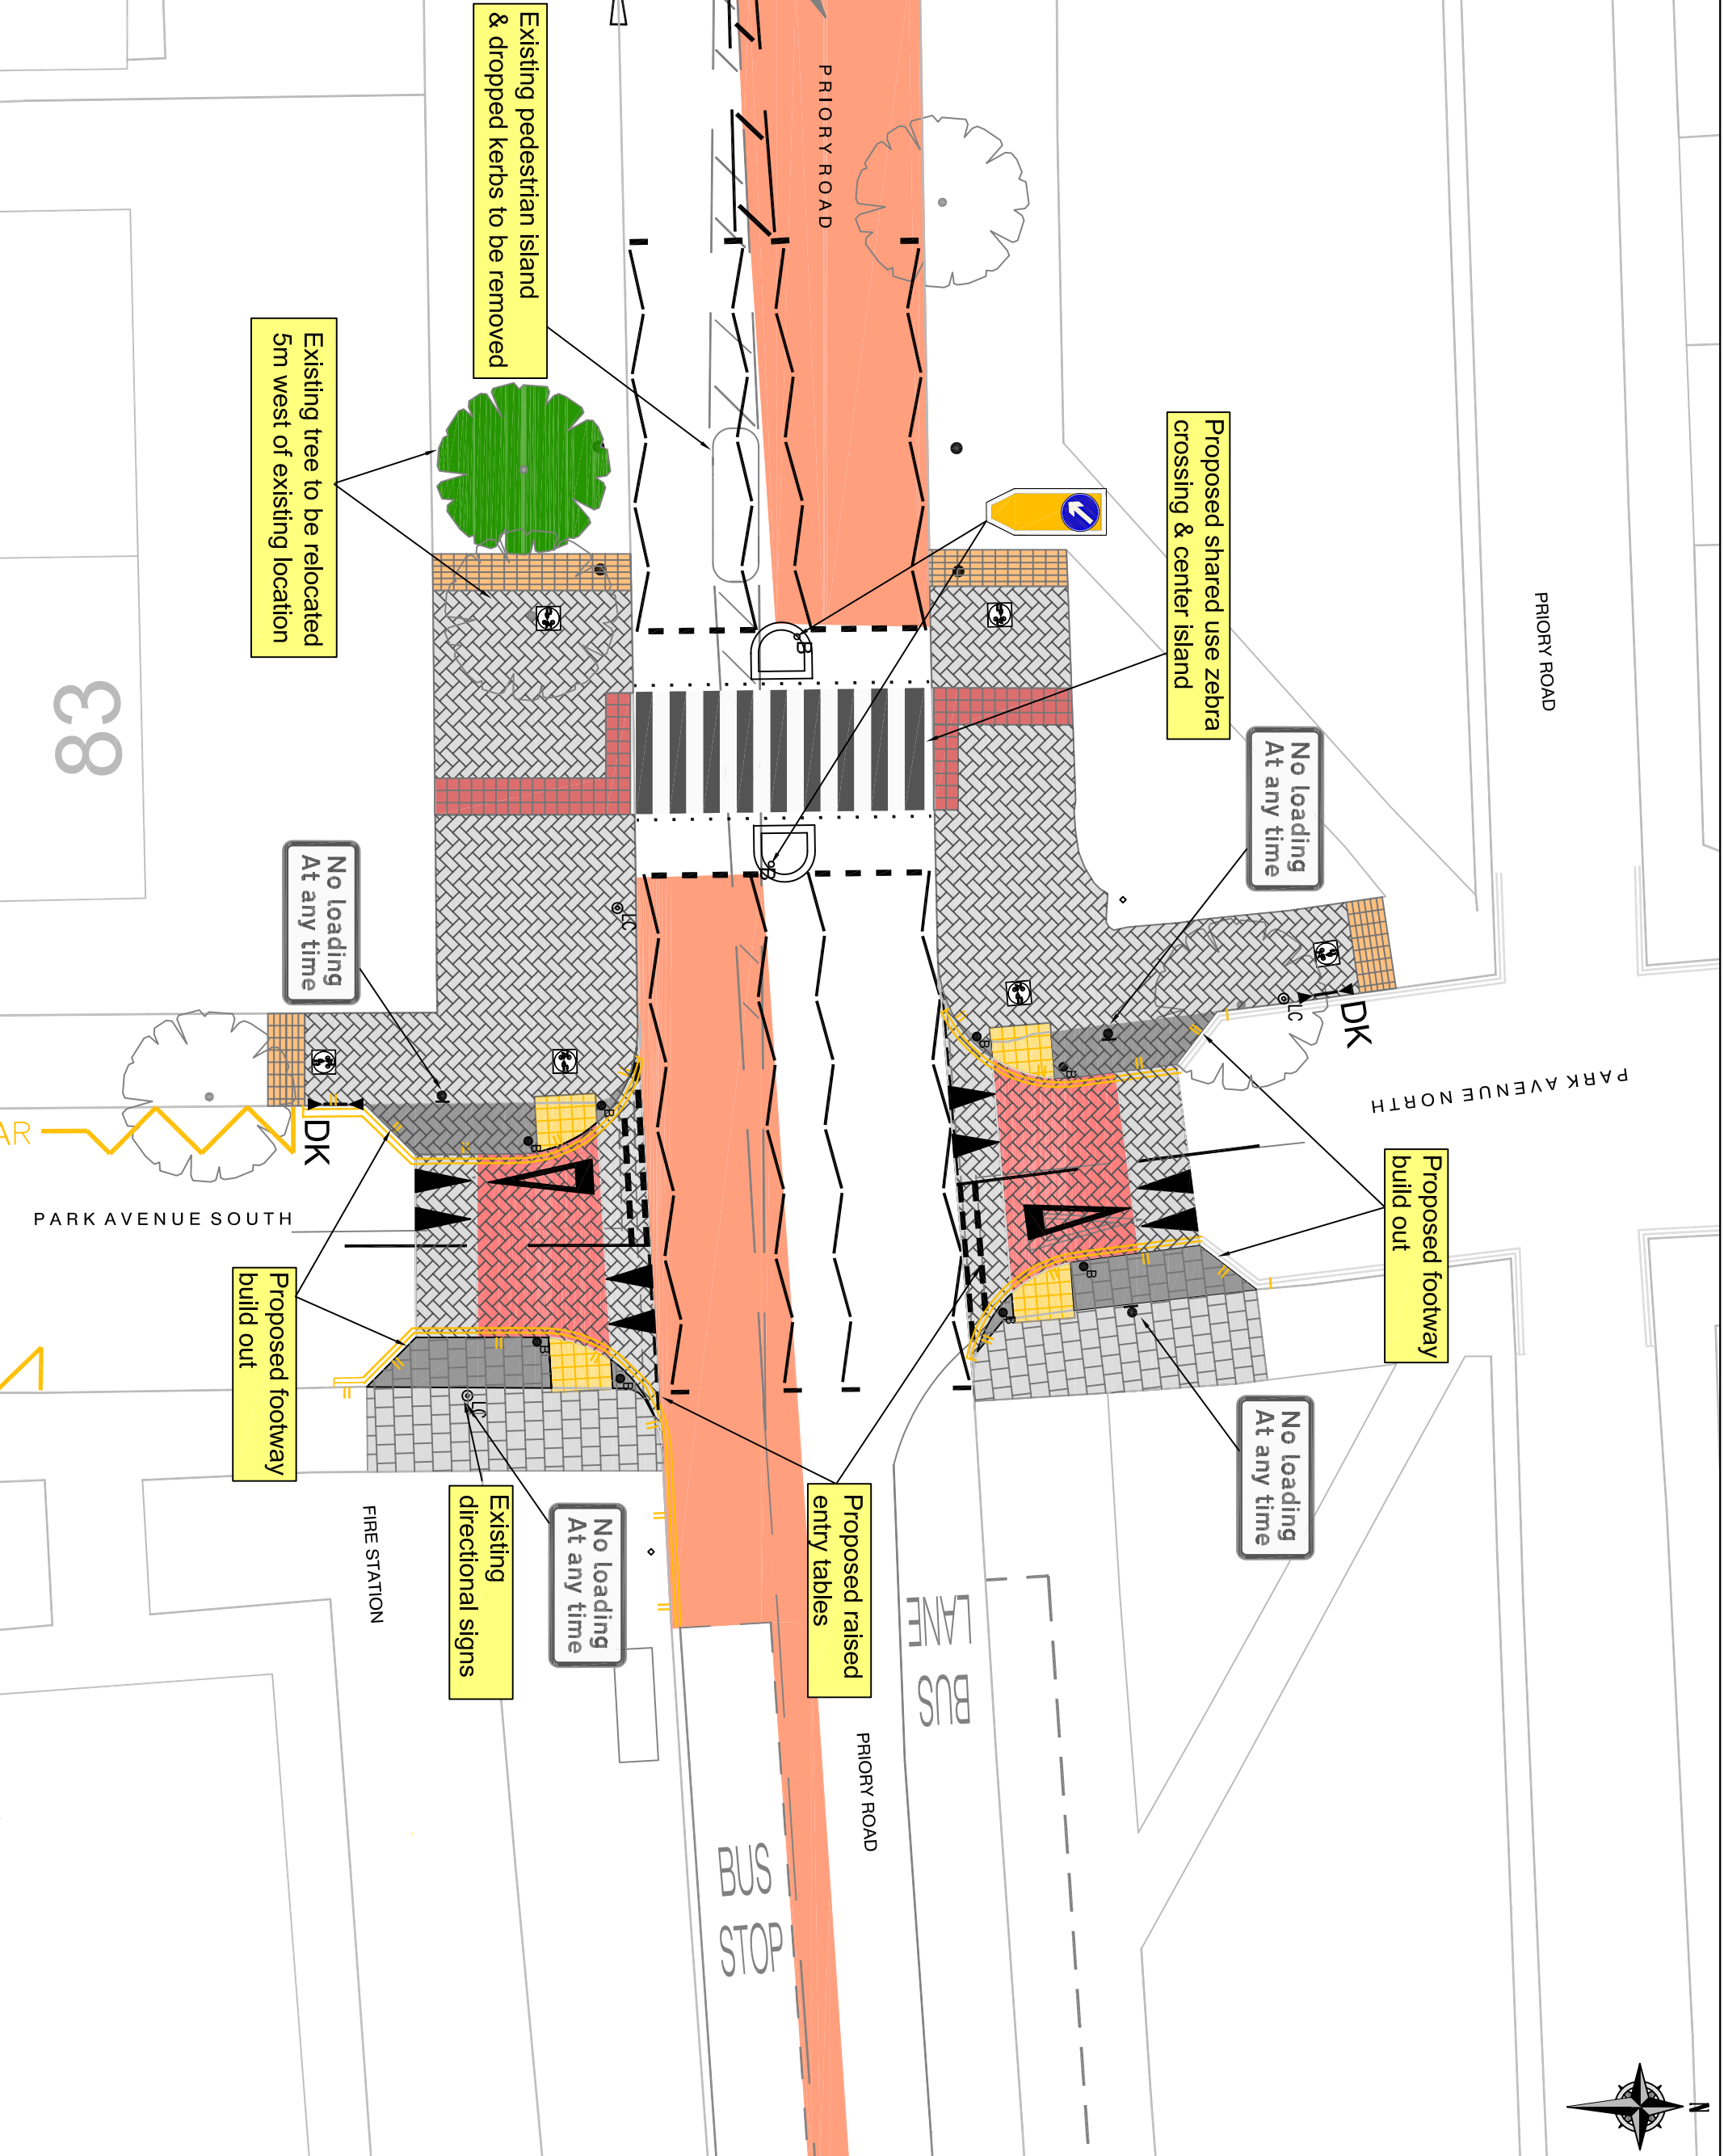 PRIORY ROAD
Existing pedestrian island
& dropped kerbs to be removed
Existing tree to be relocated
5m west of existing location
Proposed shared use zebra
crossing & center island
PRIORY ROAD
83
No loading
At any time
No loading
At any time
B
B
LC
LC
DK
DK
B
B
B
B
AR
PARK AVENUE NORTH
PARK AVENUE SOUTH
Proposed footway
build out
Proposed footway
build out
B
B
B
B
LC
No loading
At any time
No loading
At any time
Existing
directional signs
Proposed raised
entry tables
FIRE STATION
BUS
LANE
PRIORY ROAD
BUS
STOP
N